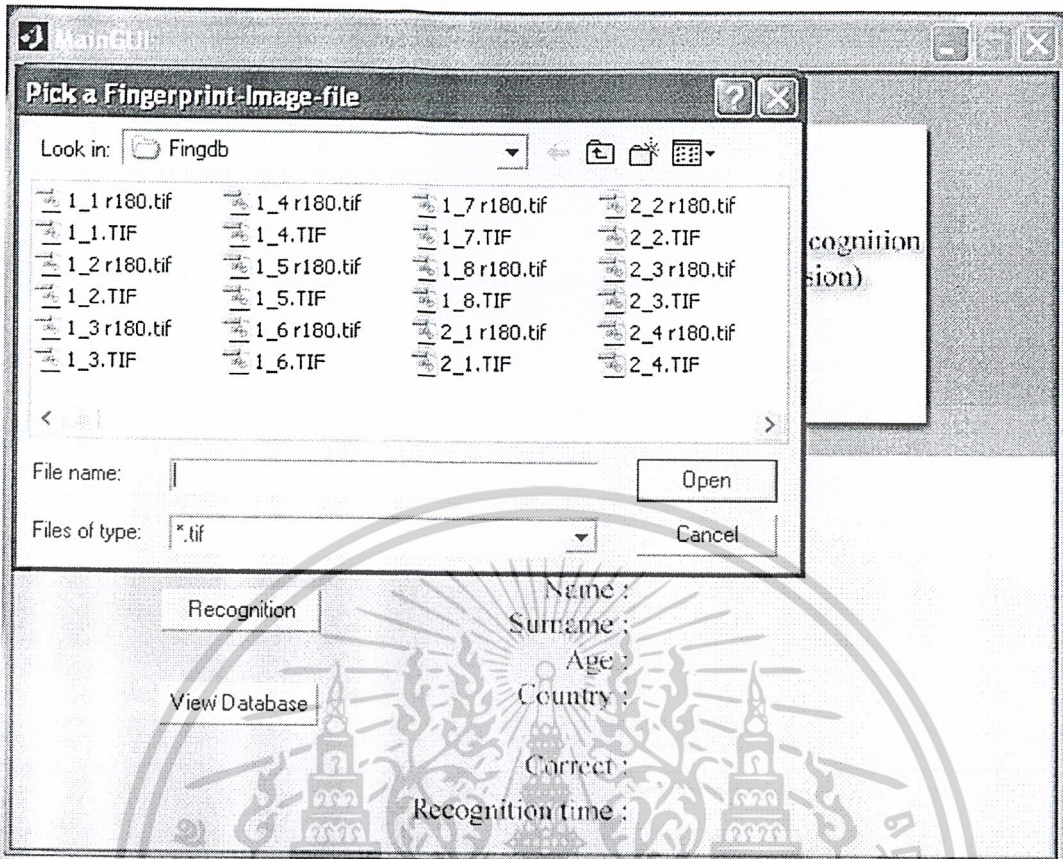 MainGUI
Pick a Fingerprint-Image-file
Look in: Fingdb
1_1 r180.tif 1_4 r180.tif 1_7 r180.tif 2_2 r180.tif
1_1.TIF 1_4.TIF 1_7.TIF 2_2.TIF
1_2 r180.tif 1_5 r180.tif 1_8 r180.tif 2_3 r180.tif
1_2.TIF 1_5.TIF 1_8.TIF 2_3.TIF
1_3 r180.tif 1_6 r180.tif 2_1 r180.tif 2_4 r180.tif
1_3.TIF 1_6.TIF 2_1.TIF 2_4.TIF
cognition
sion)
File name:
Open
Files of type: *.tif
Cancel
Recognition
View Database
Name :
Surname :
Age :
Country :
Correct :
Recognition time :